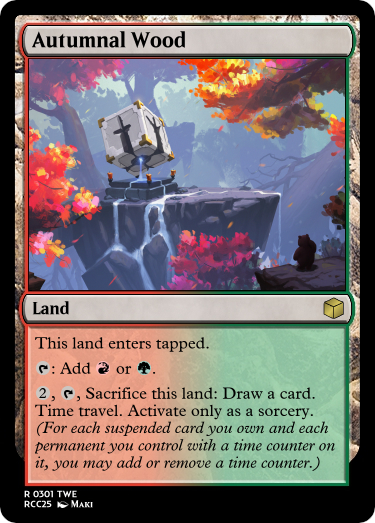 Autumnal Wood
Land
This land enters tapped.
: Add or .
2, , Sacrifice this land: Draw a card.
Time travel. Activate only as a sorcery.
(For each suspended card you own and each
permanent you control with a time counter on
it, you may add or remove a time counter.)
R 0301 TWE
RCC25 Maki